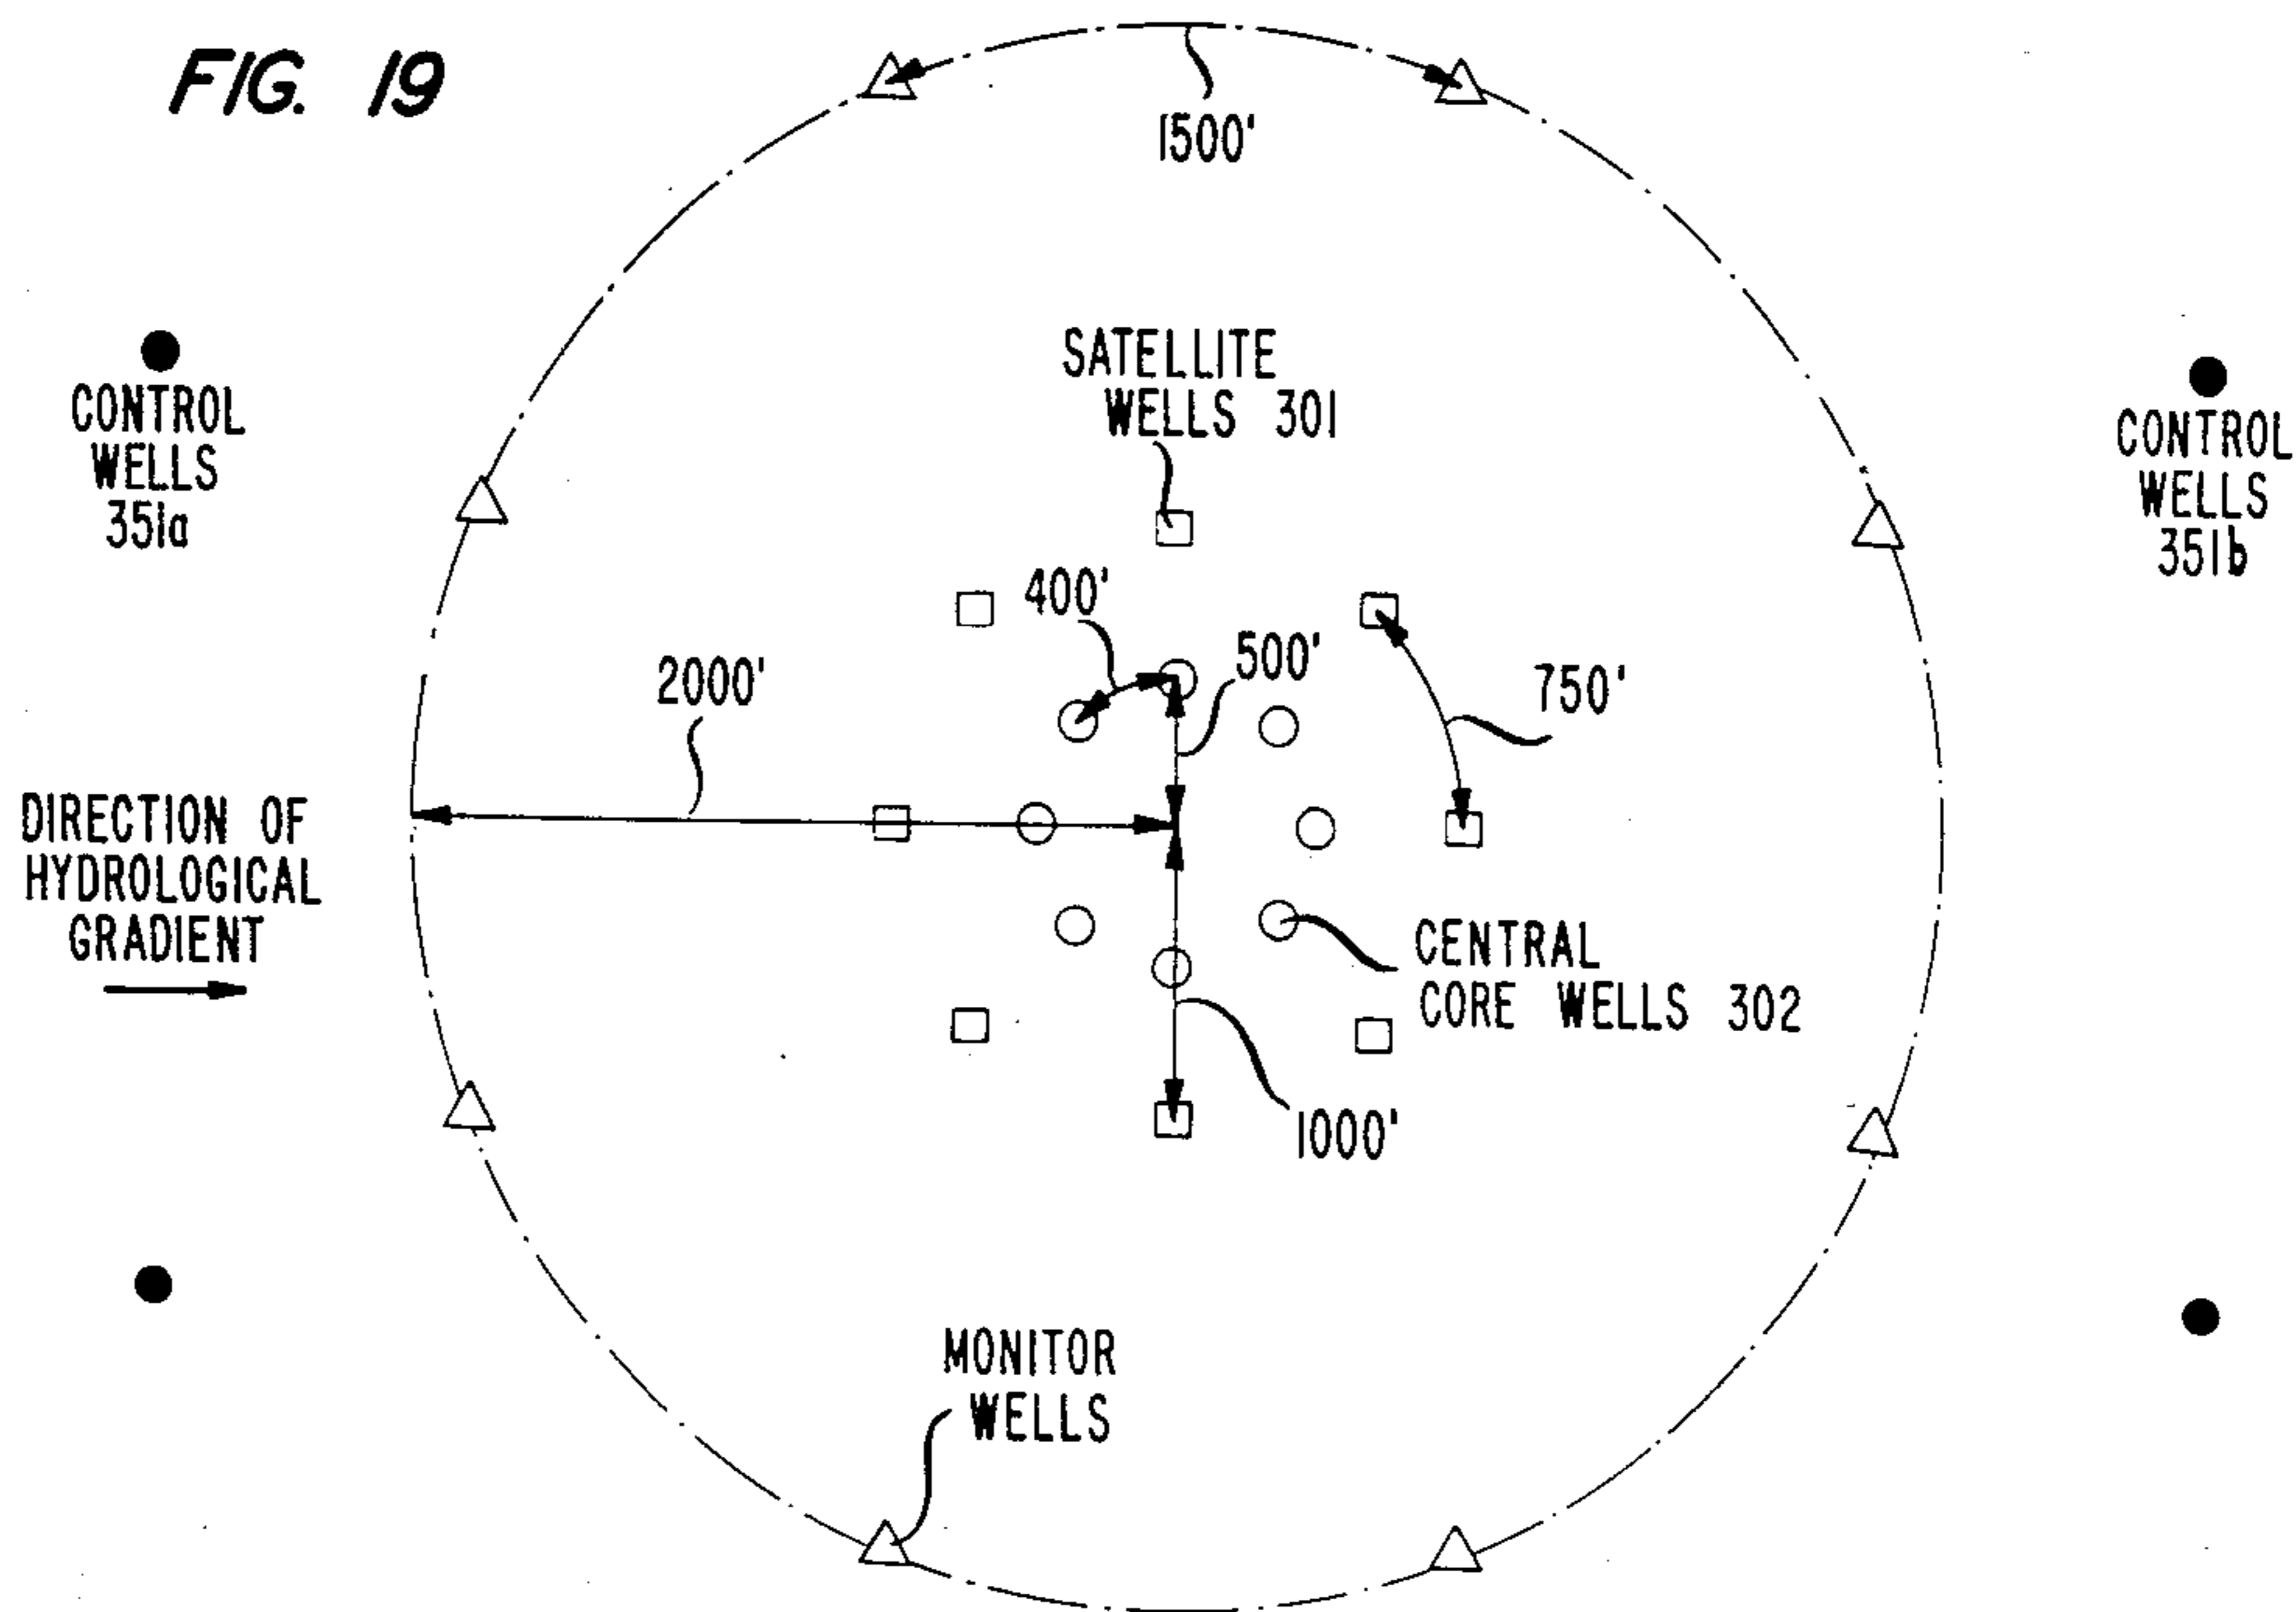 FIG. 19
1500'
CONTROL
WELLS
351a
SATELLITE
WELLS 301
CONTROL
WELLS
351b
400'
500'
2000'
750'
DIRECTION OF
HYDROLOGICAL
GRADIENT
CENTRAL
CORE WELLS 302
1000'
MONITOR
WELLS